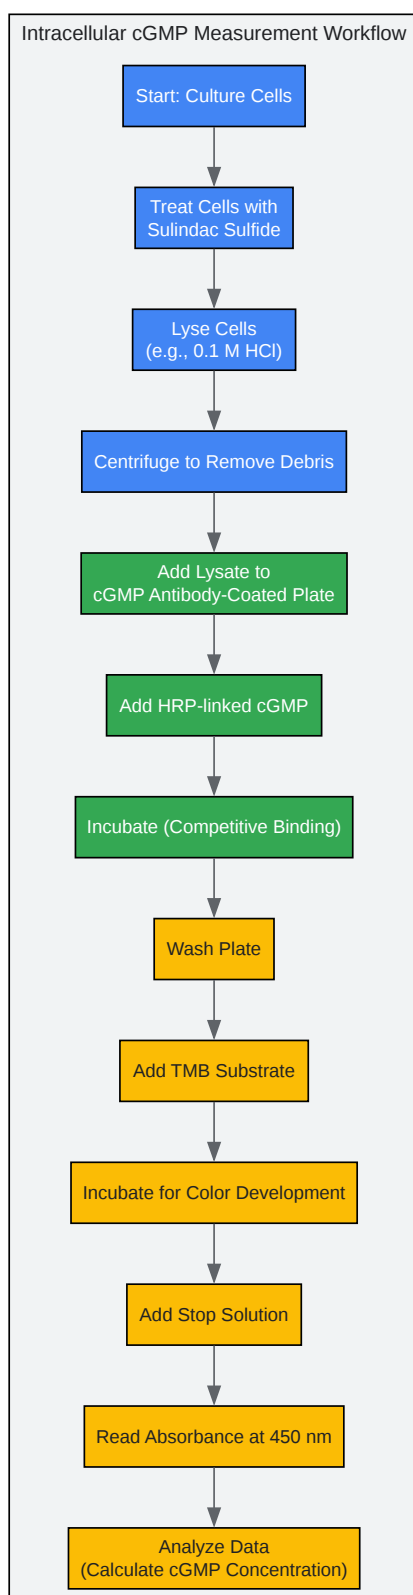 Intracellular cGMP Measurement Workflow
Start: Culture Cells
Treat Cells with
Sulindac Sulfide
Lyse Cells
(e.g., 0.1 M HCl)
Centrifuge to Remove Debris
Add Lysate to
cGMP Antibody-Coated Plate
Add HRP-linked cGMP
Incubate (Competitive Binding)
Wash Plate
Add TMB Substrate
Incubate for Color Development
Add Stop Solution
Read Absorbance at 450 nm
Analyze Data
(Calculate cGMP Concentration)